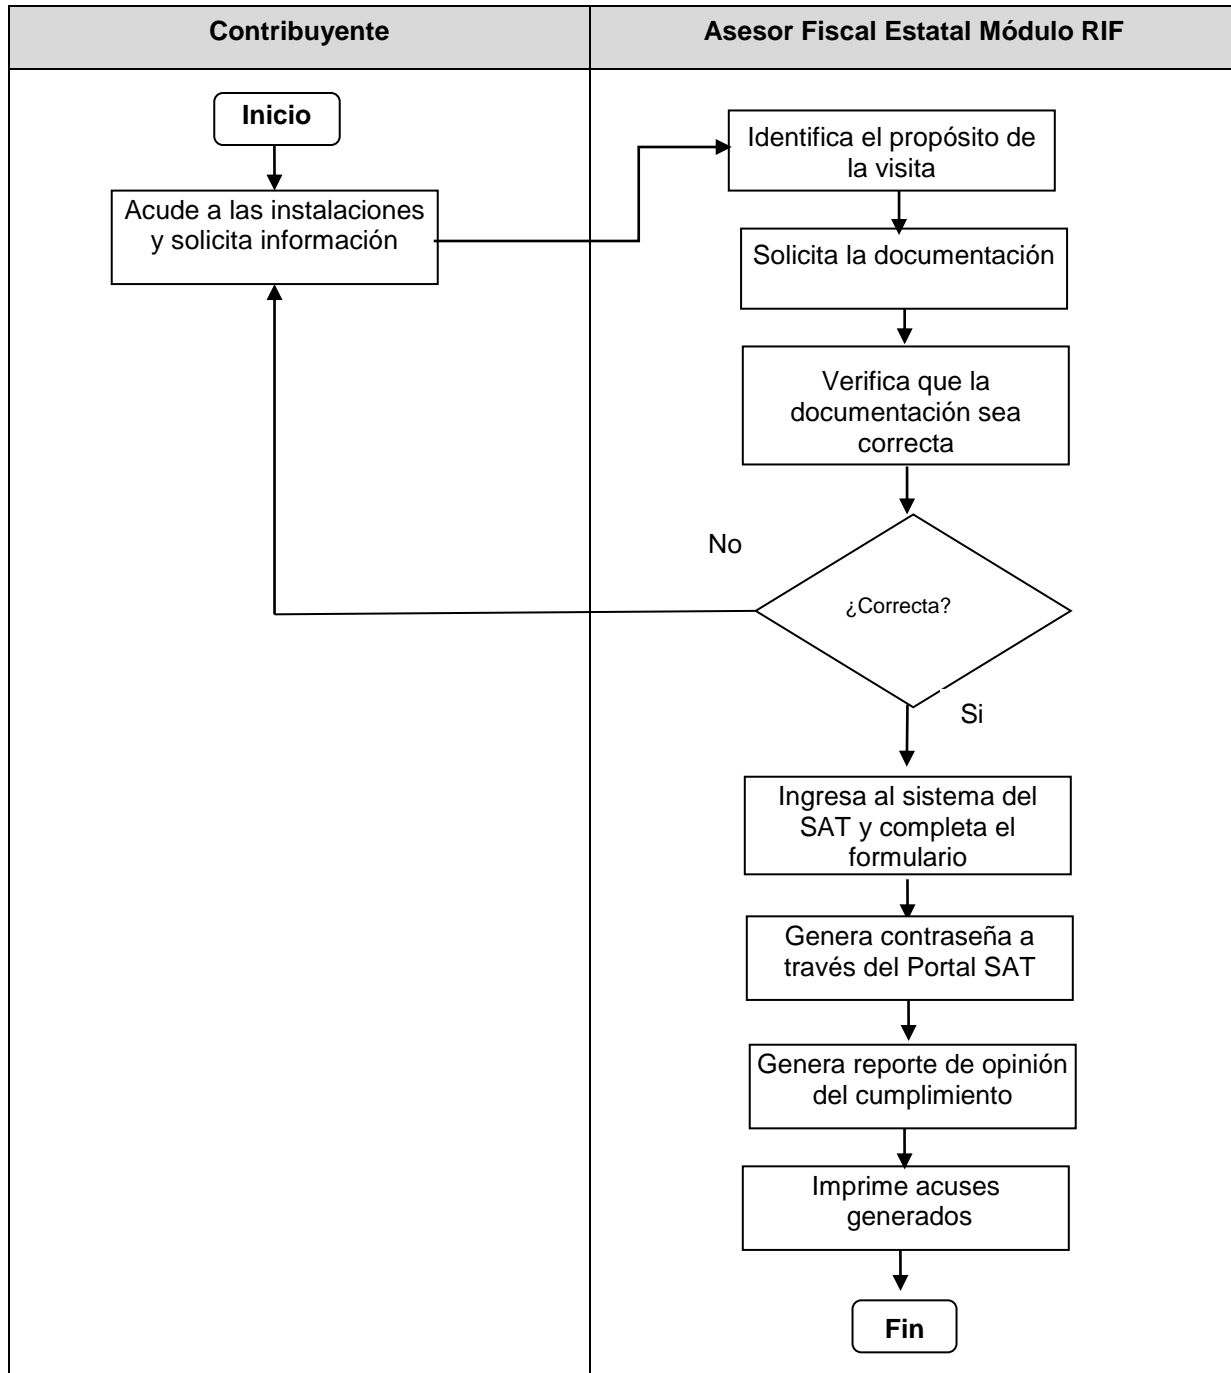 Contribuyente
Asesor Fiscal Estatal Módulo RIF
Inicio
Acude a las instalaciones
y solicita información
Identifica el propósito de
la visita
Solicita la documentación
Verifica que la
documentación sea
correcta
No
¿Correcta?
Si
Ingresa al sistema del
SAT y completa el
formulario
Genera contraseña a
través del Portal SAT
Genera reporte de opinión
del cumplimiento
Imprime acuses
generados
Fin